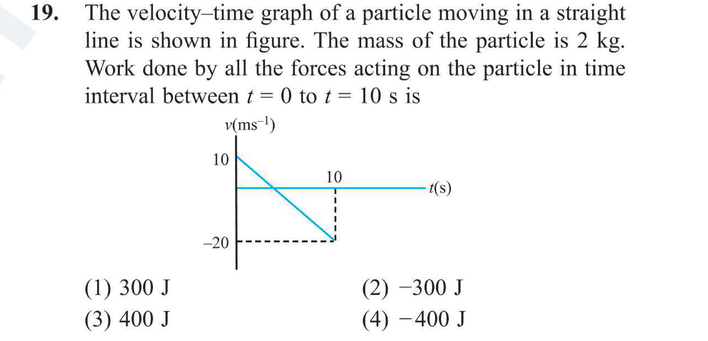 19. The velocity–time graph of a particle moving in a straight
line is shown in figure. The mass of the particle is 2 kg.
Work done by all the forces acting on the particle in time
interval between t = 0 to t = 10 s is
v(ms⁻¹)
10
10
t(s)
–20
(1) 300 J (2) −300 J
(3) 400 J (4) −400 J